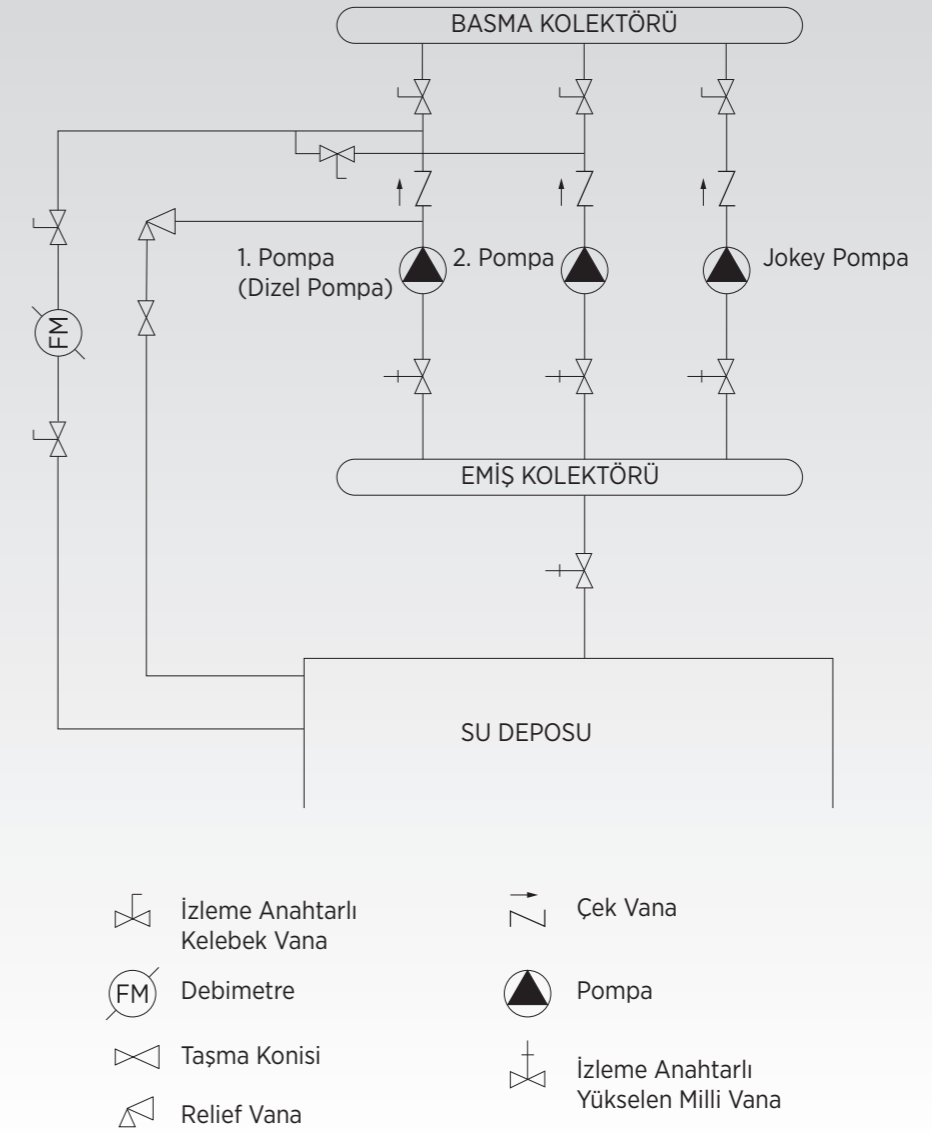 BASMA KOLEKTÖRÜ
1. Pompa
(Dizel Pompa)
2. Pompa
Jokey Pompa
FM
EMİŞ KOLEKTÖRÜ
SU DEPOSU
İzleme Anahtarlı
Kelebek Vana
FM
Debimetre
Taşma Konisi
Relief Vana
Çek Vana
Pompa
İzleme Anahtarlı
Yükselen Milli Vana